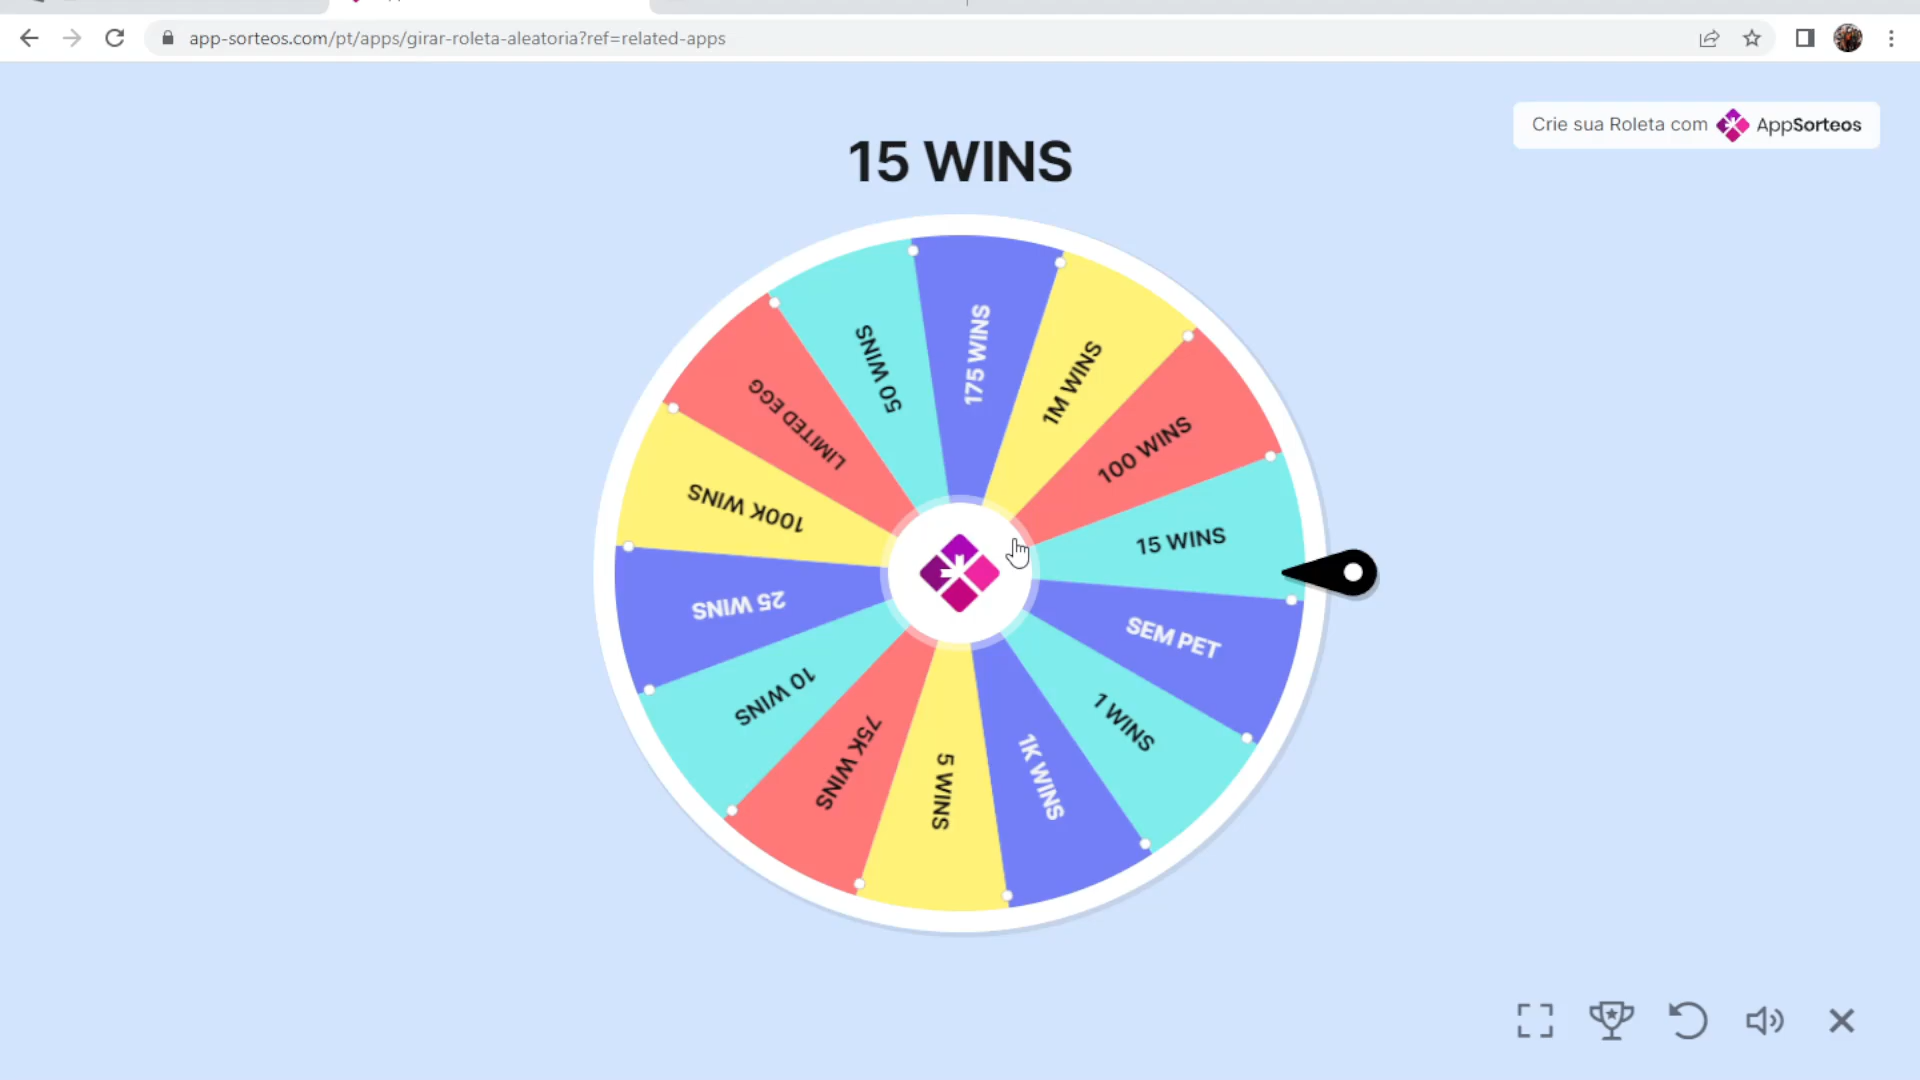 app-sorteos.com/pt/apps/girar-roleta-aleatoria?ref=related-apps
Crie sua Roleta com AppSorteos
15 WINS
175 WINS
1M WINS
100 WINS
15 WINS
SEM PET
1 WINS
1K WINS
5 WINS
75K WINS
10 WINS
25 WINS
100K WINS
LIMITED EGG
50 WINS